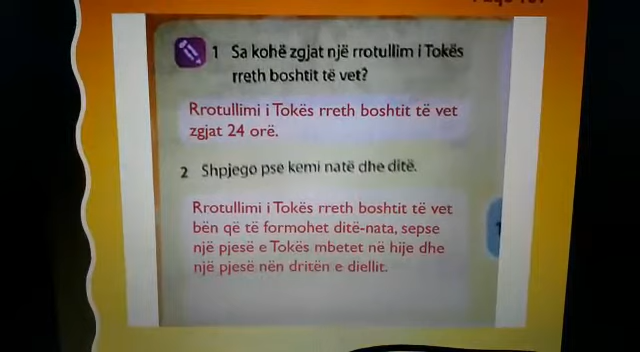 1 Sa kohë zgjat një rrotullim i Tokës
rreth boshtit të vet?
Rrotullimi i Tokës rreth boshtit të vet
zgjat 24 orë.
2 Shpjego pse kemi natë dhe ditë.
Rrotullimi i Tokës rreth boshtit të vet
bën që të formohet ditë-nata, sepse
një pjesë e Tokës mbetet në hije dhe
një pjesë nën dritën e diellit.